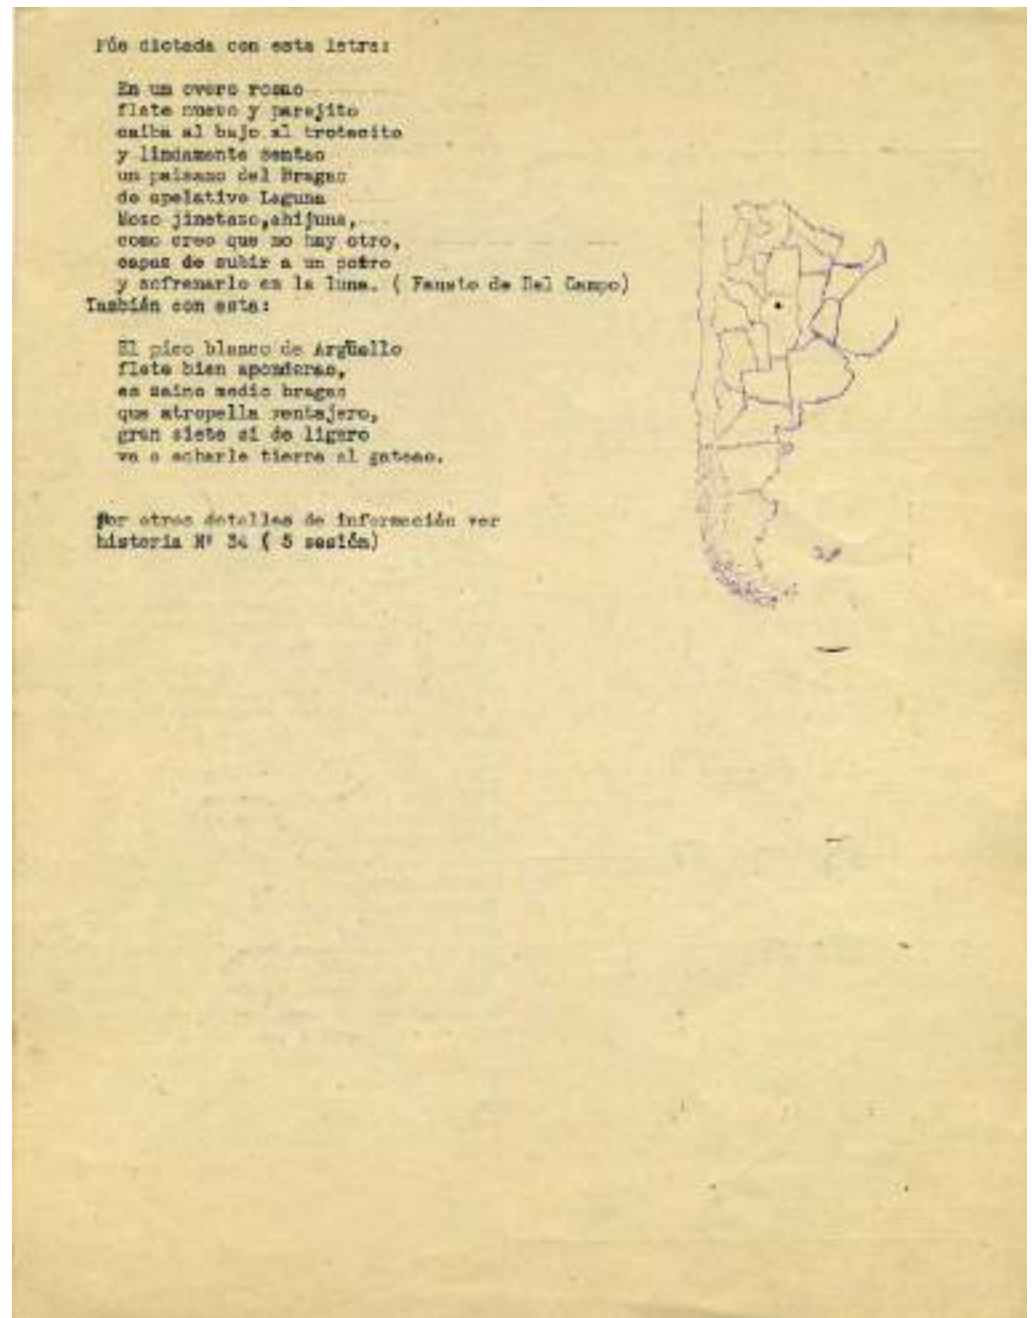 Fúe dictada con esta letra:
En un overo rosao
flete nuevo y parejito
caiba al bajo al trotecito
y lindamente sentao
un paisano del Bragao
de apelativo Laguna
Mozo jinetazo,ahijuna,
como creo que no hay otro,
capaz de subir a un potro
y sofrenarlo en la luna. ( Fausto de Del Campo)
También con esta:
El pico blanco de Argüello
flete bien aponderao,
es zaino medio bragao
que atropella ventajero,
gran siete si de ligero
va a echarle tierra al gateao.
Por otros detalles de información ver
historia Nº 34 ( 5 sesión)